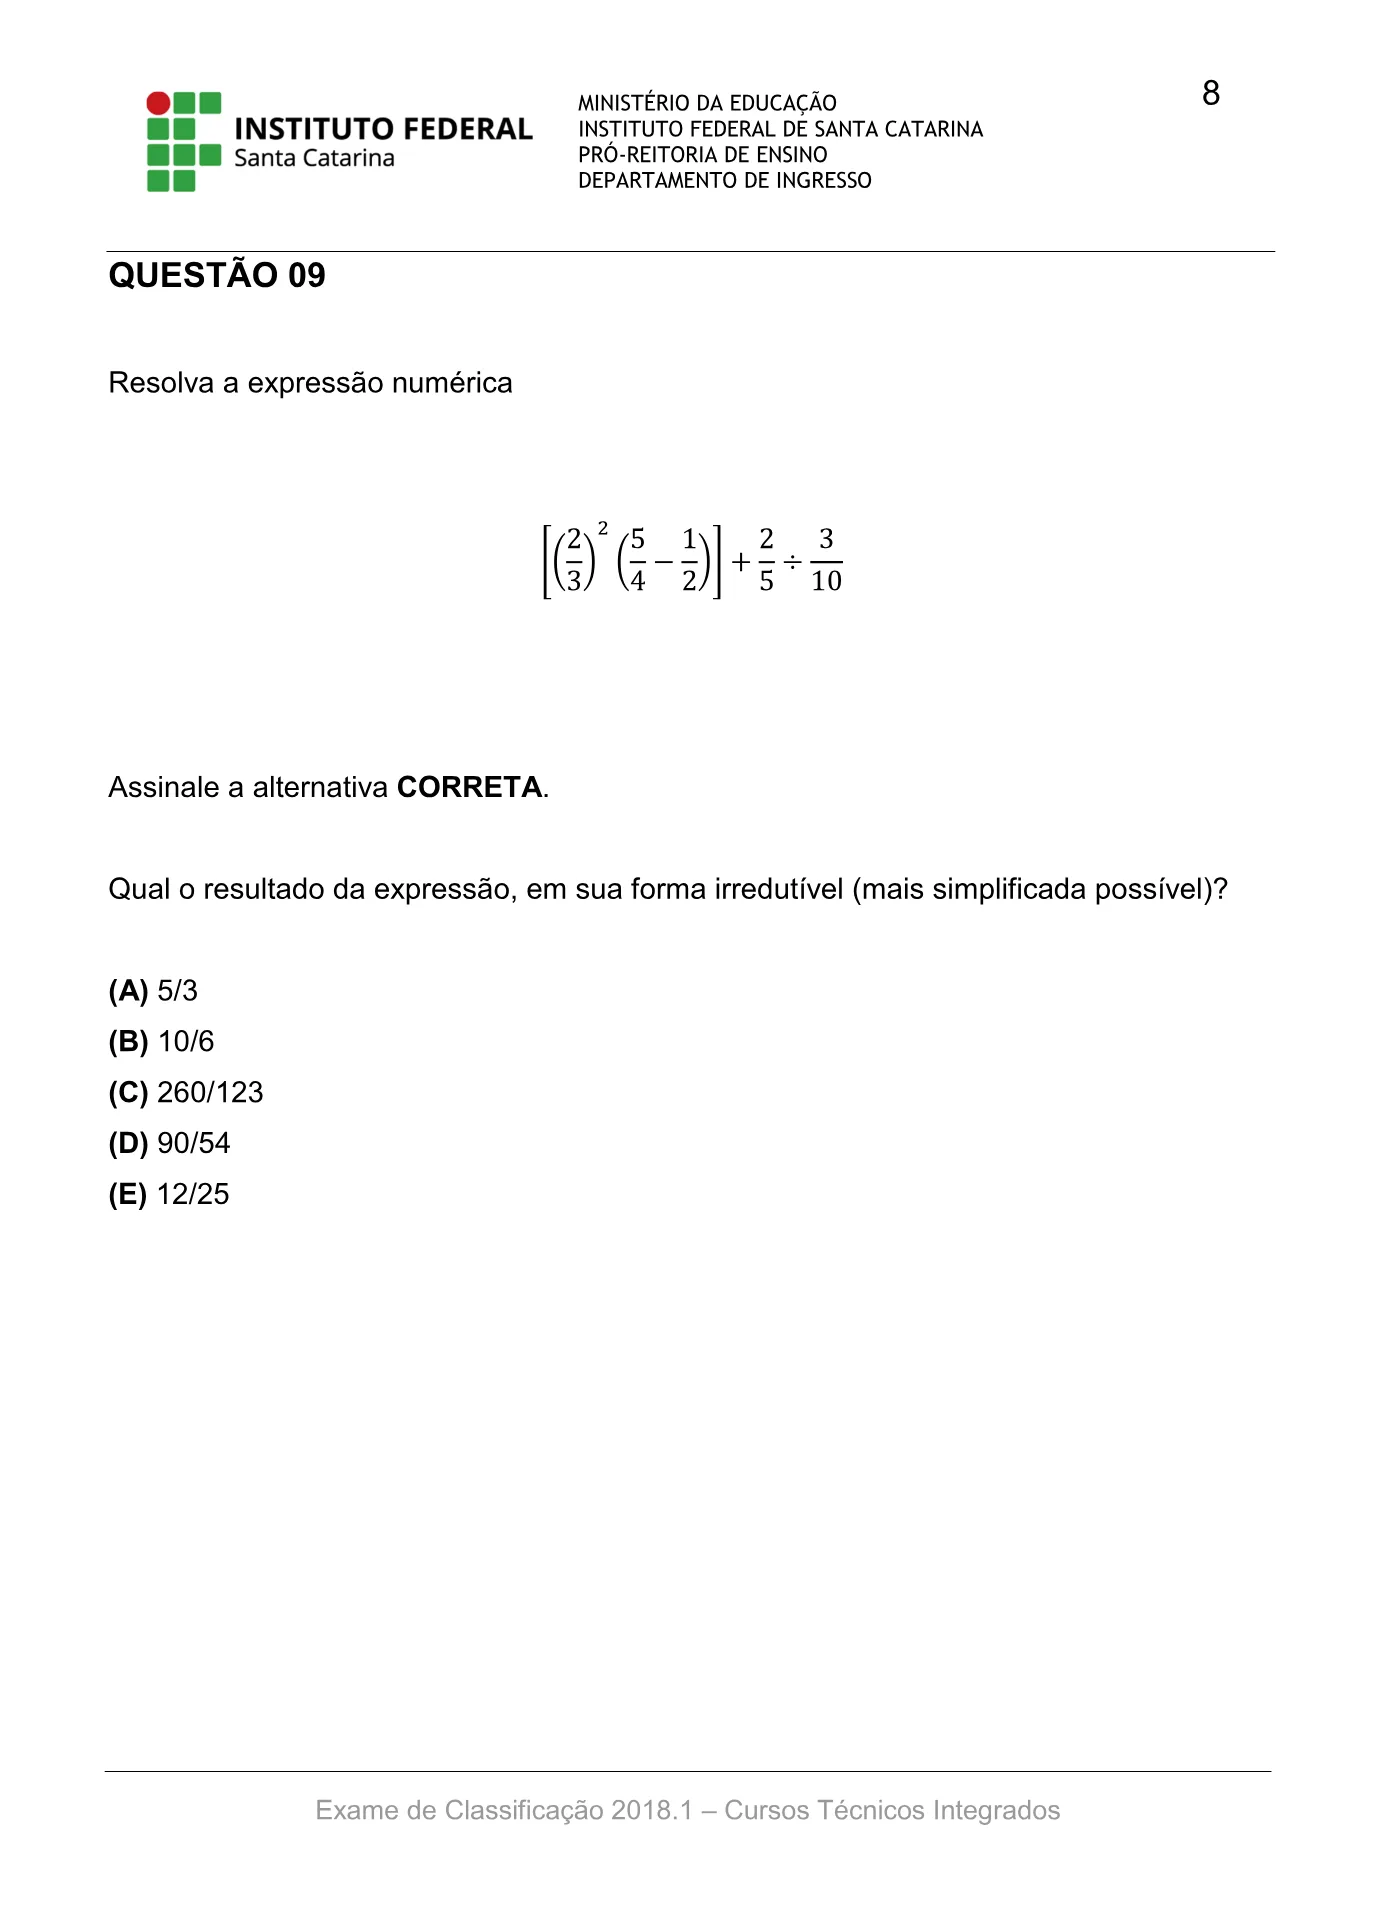 8
INSTITUTO FEDERAL
Santa Catarina
MINISTÉRIO DA EDUCAÇÃO
INSTITUTO FEDERAL DE SANTA CATARINA
PRÓ-REITORIA DE ENSINO
DEPARTAMENTO DE INGRESSO
QUESTÃO 09
Resolva a expressão numérica
[(2/3)² (5/4 − 1/2)] + 2/5 ÷ 3/10
Assinale a alternativa CORRETA.
Qual o resultado da expressão, em sua forma irredutível (mais simplificada possível)?
(A) 5/3
(B) 10/6
(C) 260/123
(D) 90/54
(E) 12/25
Exame de Classificação 2018.1 – Cursos Técnicos Integrados